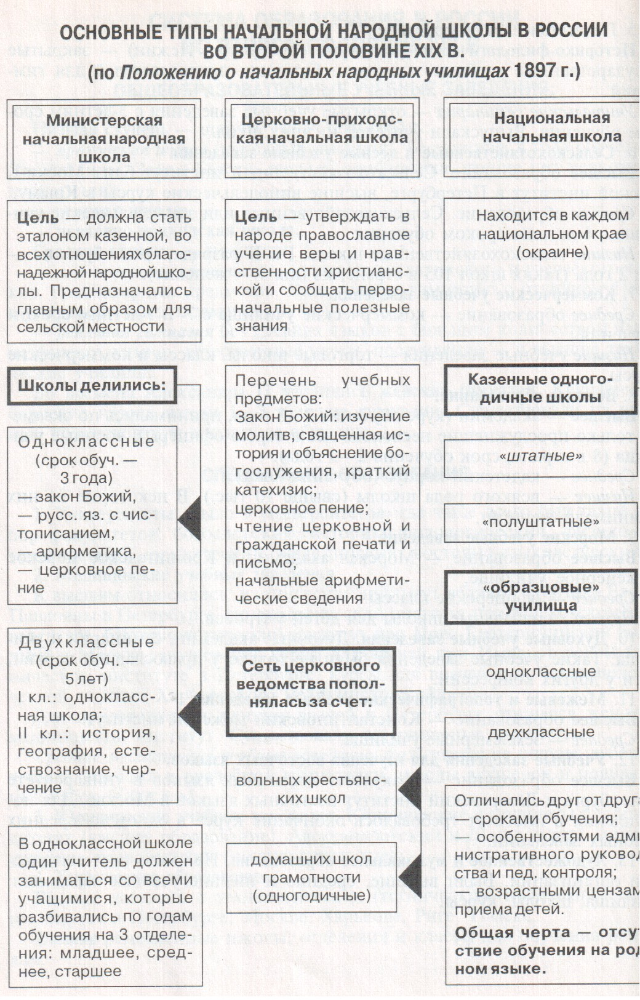 ОСНОВНЫЕ ТИПЫ НАЧАЛЬНОЙ НАРОДНОЙ ШКОЛЫ В РОССИИ
ВО ВТОРОЙ ПОЛОВИНЕ XIX В.
(по Положению о начальных народных училищах 1897 г.)
Министерская
начальная народная
школа
Цель — должна стать
эталоном казенной, во
всех отношениях благо-
надежной народной шко-
лы. Предназначались
главным образом для
сельской местности
Школы делились:
Одноклассные
(срок обуч. —
3 года)
— закон Божий,
— русс. яз. с чис-
тописанием,
— арифметика,
— церковное пе-
ние
Двухклассные
(срок обуч. —
5 лет)
I кл.: однокласс-
ная школа;
II кл.: история,
география, есте-
ствознание, чер-
чение
В одноклассной школе
один учитель должен
заниматься со всеми
учащимися, которые
разбивались по годам
обучения на 3 отделе-
ния: младшее, сред-
нее, старшее
Церковно-приходс-
кая начальная школа
Цель — утверждать в
народе православное
учение веры и нрав-
ственности христианс-
кой и сообщать перво-
начальные полезные
знания
Перечень учебных
предметов:
Закон Божий: изучение
молитв, священная ис-
тория и объяснение бо-
гослужения, краткий
катехизис;
церковное пение;
чтение церковной и
гражданской печати и
письмо;
начальные арифмети-
ческие сведения
Сеть церковного
ведомства попол-
нялась за счет:
вольных крестьянс-
ких школ
домашних школ
грамотности
(одногодичные)
Национальная
начальная школа
Находится в каждом
национальном крае
(окраине)
Казенные одного-
дичные школы
«штатные»
«полуштатные»
«образцовые»
училища
одноклассные
двухклассные
Отличались друг от друга
— сроками обучения;
— особенностями адми
нистративного руковод
ства и пед. контроля;
— возрастными цензам
приема детей.
Общая черта — отсу
ствие обучения на род
ном языке.